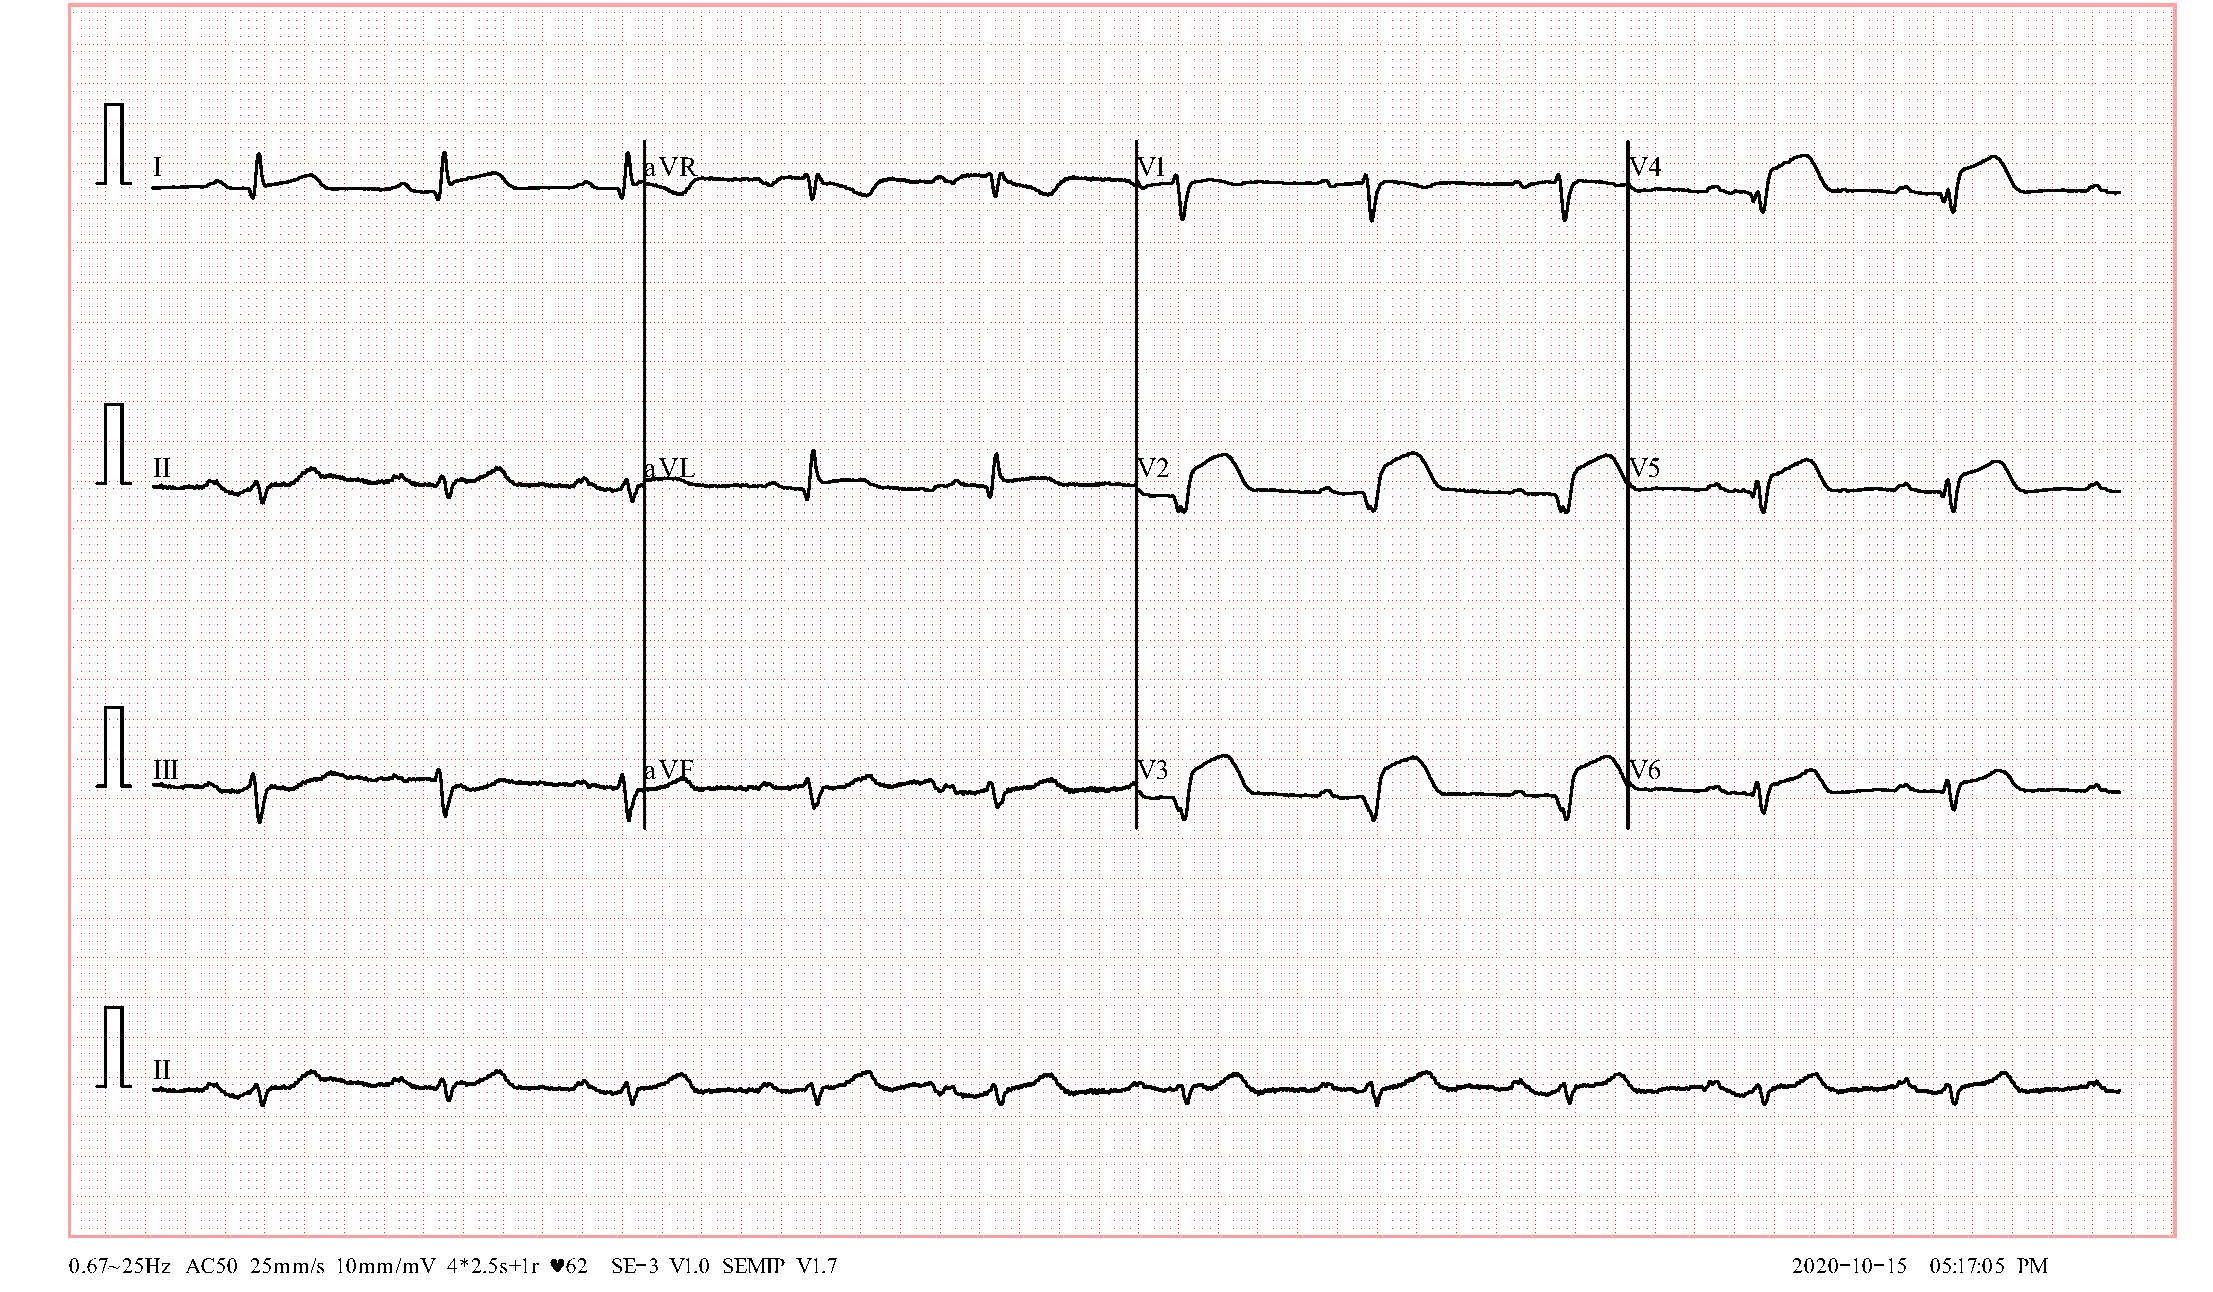 I aVR V1 V4
II aVL V2 V5
III aVF V3 V6
II
0.67~25Hz AC50 25mm/s 10mm/mV 4*2.5s+1r ♥62 SE-3 V1.0 SEMIP V1.7 2020-10-15 05:17:05 PM